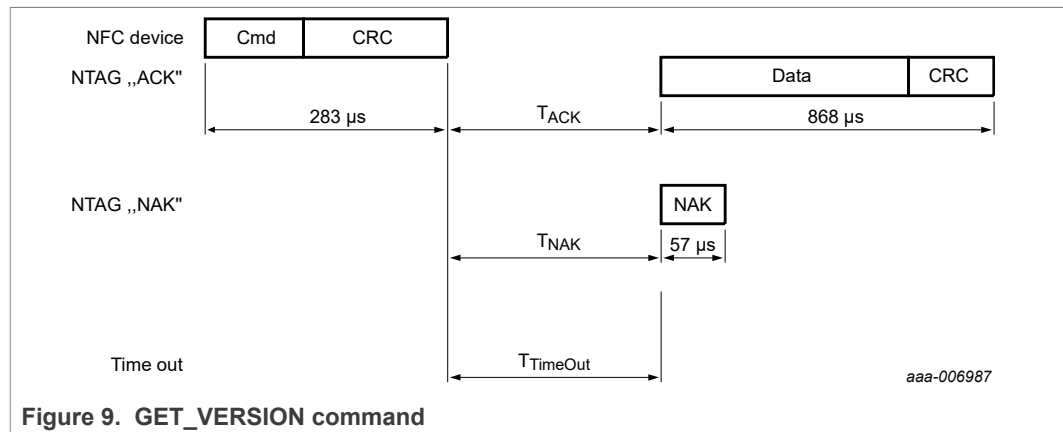 NFC device Cmd CRC
NTAG ,,ACK" Data CRC
283 µs TACK 868 µs
NTAG ,,NAK" NAK
TNAK 57 µs
Time out TTimeOut aaa-006987
Figure 9. GET_VERSION command